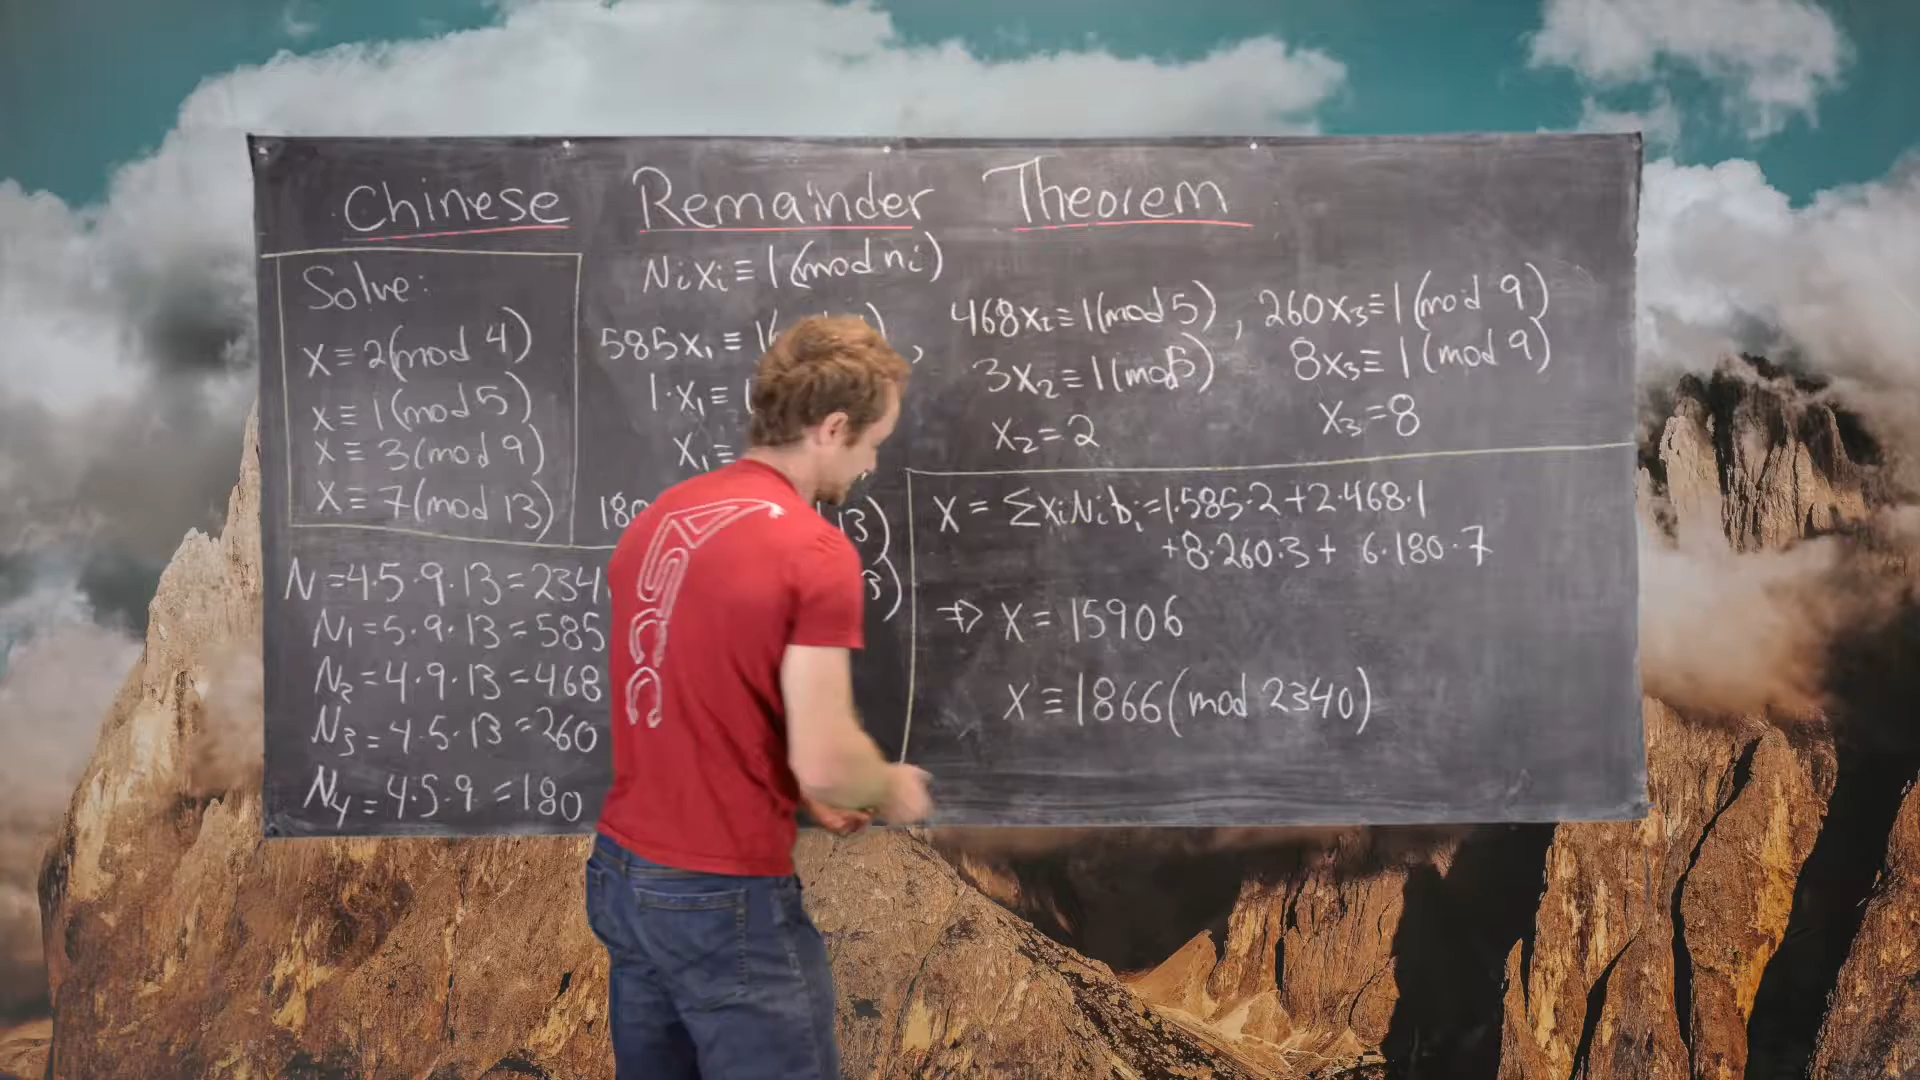 Chinese Remainder Theorem
Solve:
x ≡ 2(mod 4)
x ≡ 1(mod 5)
x ≡ 3(mod 9)
x ≡ 7(mod 13)
N = 4·5·9·13 = 234
N₁ = 5·9·13 = 585
N₂ = 4·9·13 = 468
N₃ = 4·5·13 = 260
N₄ = 4·5·9 = 180
Nᵢxᵢ ≡ 1(mod nᵢ)
585x₁ ≡ 1(
1·x₁ ≡
x₁ =
180
13)
3)
468x₂ ≡ 1(mod 5),
3x₂ ≡ 1(mod 5)
x₂ = 2
260x₃ ≡ 1(mod 9)
8x₃ ≡ 1(mod 9)
x₃ = 8
x = ΣxᵢNᵢbᵢ = 1·585·2 + 2·468·1
+ 8·260·3 + 6·180·7
⇒ x = 15906
x ≡ 1866(mod 2340)